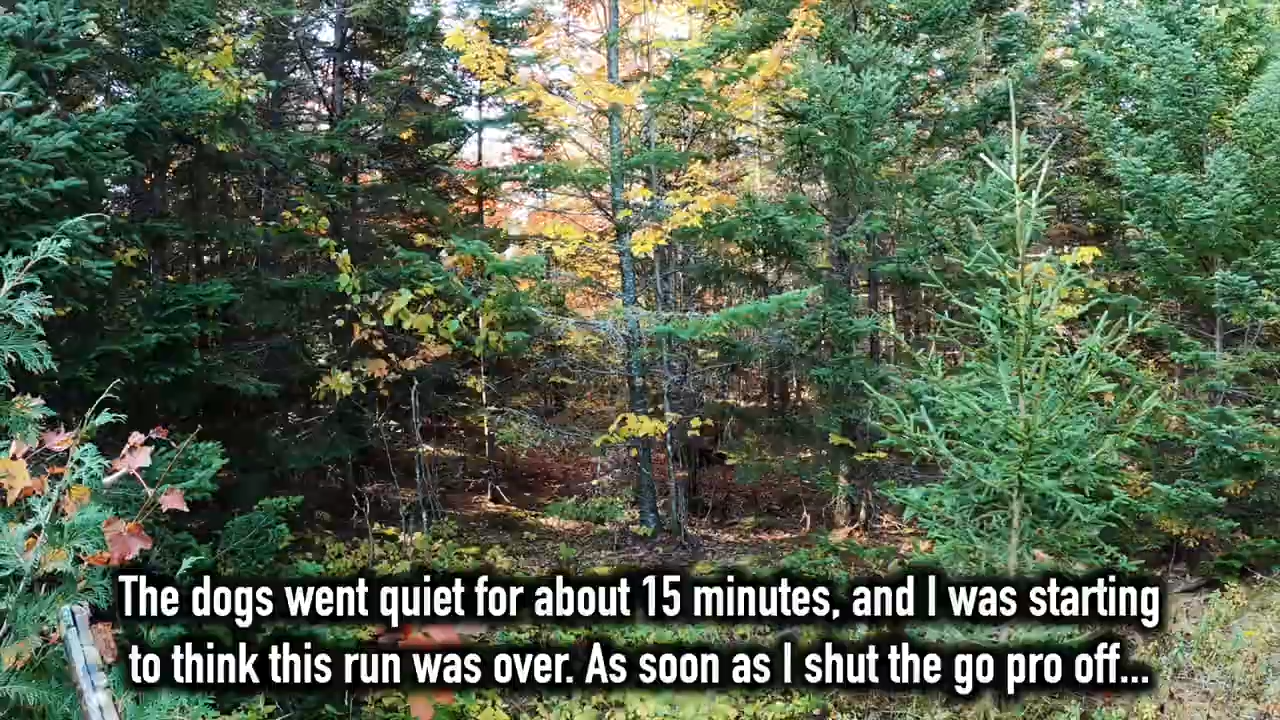 The dogs went quiet for about 15 minutes, and I was starting
to think this run was over. As soon as I shut the go pro off...